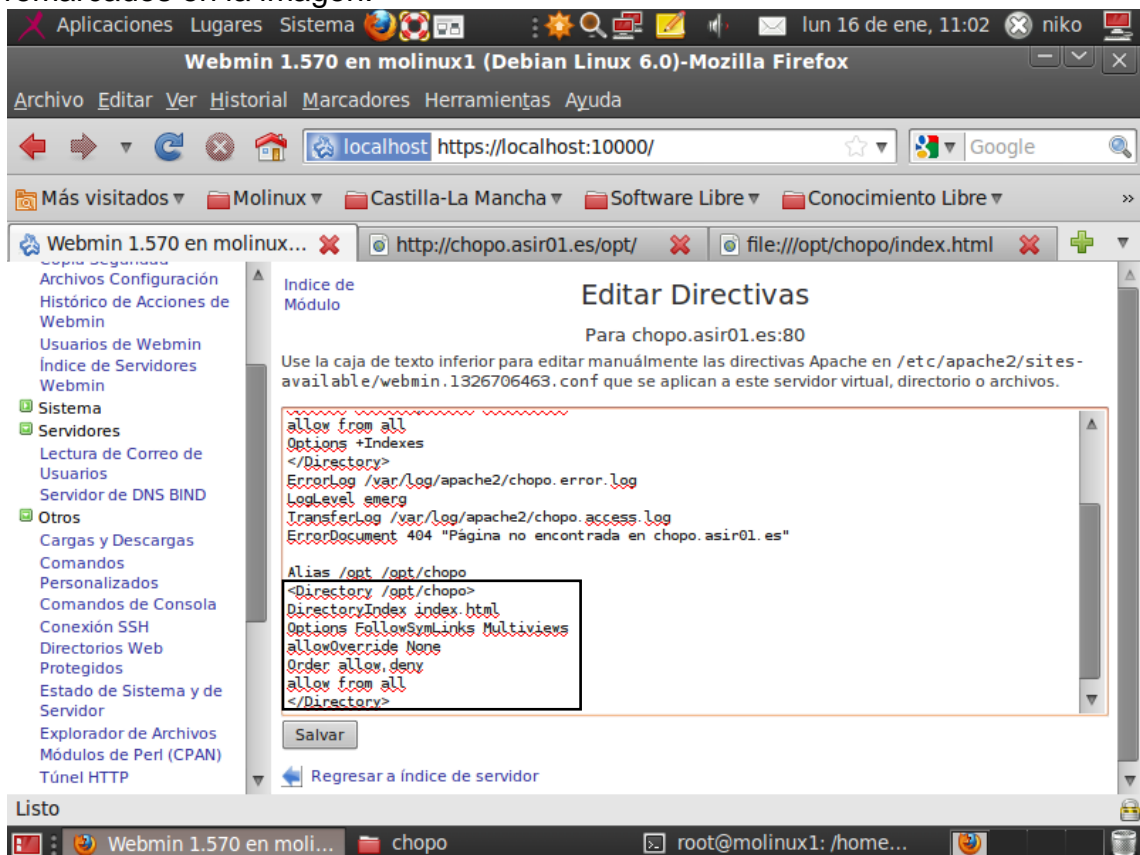 remarcados en la imagen.
Aplicaciones Lugares Sistema lun 16 de ene, 11:02 niko
Webmin 1.570 en molinux1 (Debian Linux 6.0)-Mozilla Firefox
Archivo Editar Ver Historial Marcadores Herramientas Ayuda
localhost https://localhost:10000/ Google
Más visitados Molinux Castilla-La Mancha Software Libre Conocimiento Libre »
Webmin 1.570 en molinux... http://chopo.asir01.es/opt/ file:///opt/chopo/index.html
Copia Seguridad
Archivos Configuración
Histórico de Acciones de
Webmin
Usuarios de Webmin
Índice de Servidores
Webmin
Sistema
Servidores
Lectura de Correo de
Usuarios
Servidor de DNS BIND
Otros
Cargas y Descargas
Comandos
Personalizados
Comandos de Consola
Conexión SSH
Directorios Web
Protegidos
Estado de Sistema y de
Servidor
Explorador de Archivos
Módulos de Perl (CPAN)
Túnel HTTP
Indice de
Módulo
Editar Directivas
Para chopo.asir01.es:80
Use la caja de texto inferior para editar manuálmente las directivas Apache en /etc/apache2/sites-
available/webmin.1326706463.conf que se aplican a este servidor virtual, directorio o archivos.
allow from all
Options +Indexes
</Directory>
ErrorLog /var/log/apache2/chopo.error.log
LogLevel emerg
TransferLog /var/log/apache2/chopo.access.log
ErrorDocument 404 "Página no encontrada en chopo.asir01.es"
Alias /opt /opt/chopo
<Directory /opt/chopo>
DirectoryIndex index.html
Options FollowSymLinks Multiviews
allowOverride None
Order allow,deny
allow from all
</Directory>
Salvar
Regresar a índice de servidor
Listo
Webmin 1.570 en moli... chopo root@molinux1: /home...